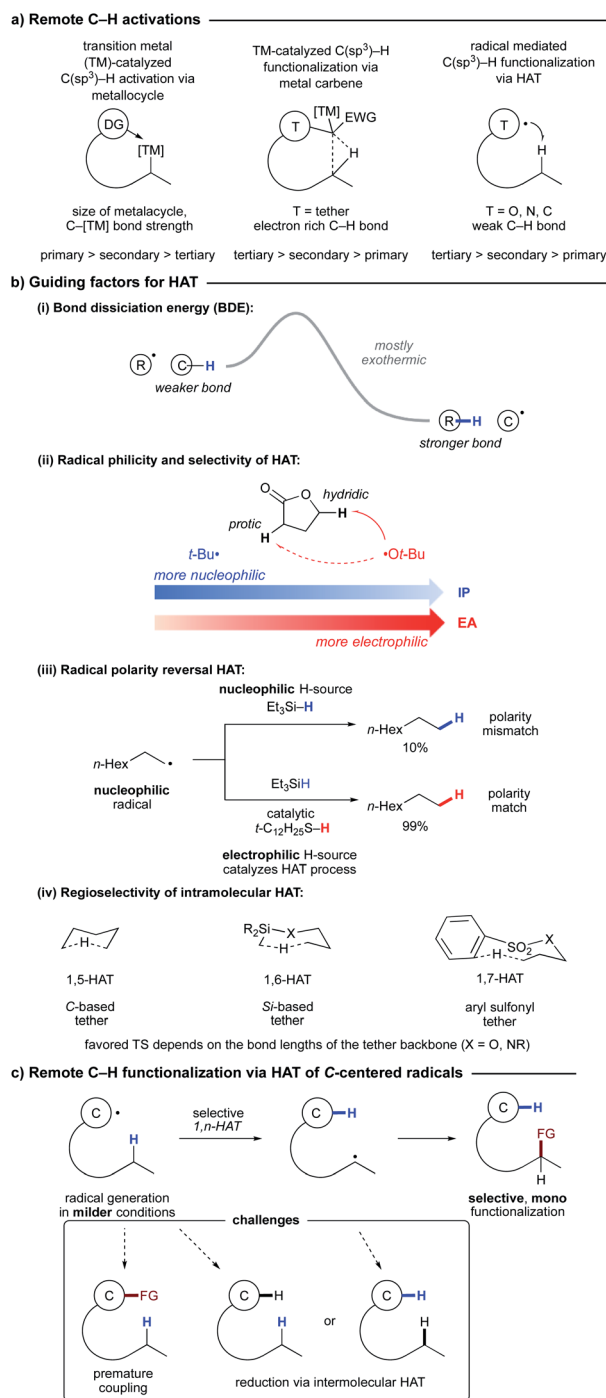 a) Remote C–H activations
transition metal
(TM)-catalyzed
C(sp³)–H activation via
metallocycle
DG
[TM]
size of metalacycle,
C–[TM] bond strength
primary > secondary > tertiary
TM-catalyzed C(sp³)–H
functionalization via
metal carbene
[TM]
EWG
T
H
T = tether
electron rich C–H bond
tertiary > secondary > primary
radical mediated
C(sp³)–H functionalization
via HAT
T •
H
T = O, N, C
weak C–H bond
tertiary > secondary > primary
b) Guiding factors for HAT
(i) Bond dissiciation energy (BDE):
R • C–H
weaker bond
mostly
exothermic
R–H C •
stronger bond
(ii) Radical philicity and selectivity of HAT:
O O
hydridic
H
protic
H
t-Bu•
•Ot-Bu
more nucleophilic
IP
more electrophilic
EA
(iii) Radical polarity reversal HAT:
nucleophilic H-source
Et₃Si–H
n-Hex H
10%
polarity
mismatch
n-Hex •
nucleophilic
radical
Et₃SiH
catalytic
t-C₁₂H₂₅S–H
n-Hex H
99%
polarity
match
electrophilic H-source
catalyzes HAT process
(iv) Regioselectivity of intramolecular HAT:
H
1,5-HAT
C-based
tether
R₂Si X
H
1,6-HAT
Si-based
tether
SO₂ X
H
1,7-HAT
aryl sulfonyl
tether
favored TS depends on the bond lengths of the tether backbone (X = O, NR)
c) Remote C–H functionalization via HAT of C-centered radicals
C •
H
radical generation
in milder conditions
selective
1,n-HAT
C–H
•
C–H
FG
H
selective, mono
functionalization
challenges
C–FG
H
premature
coupling
C–H
H
or
C–H
H
reduction via intermolecular HAT